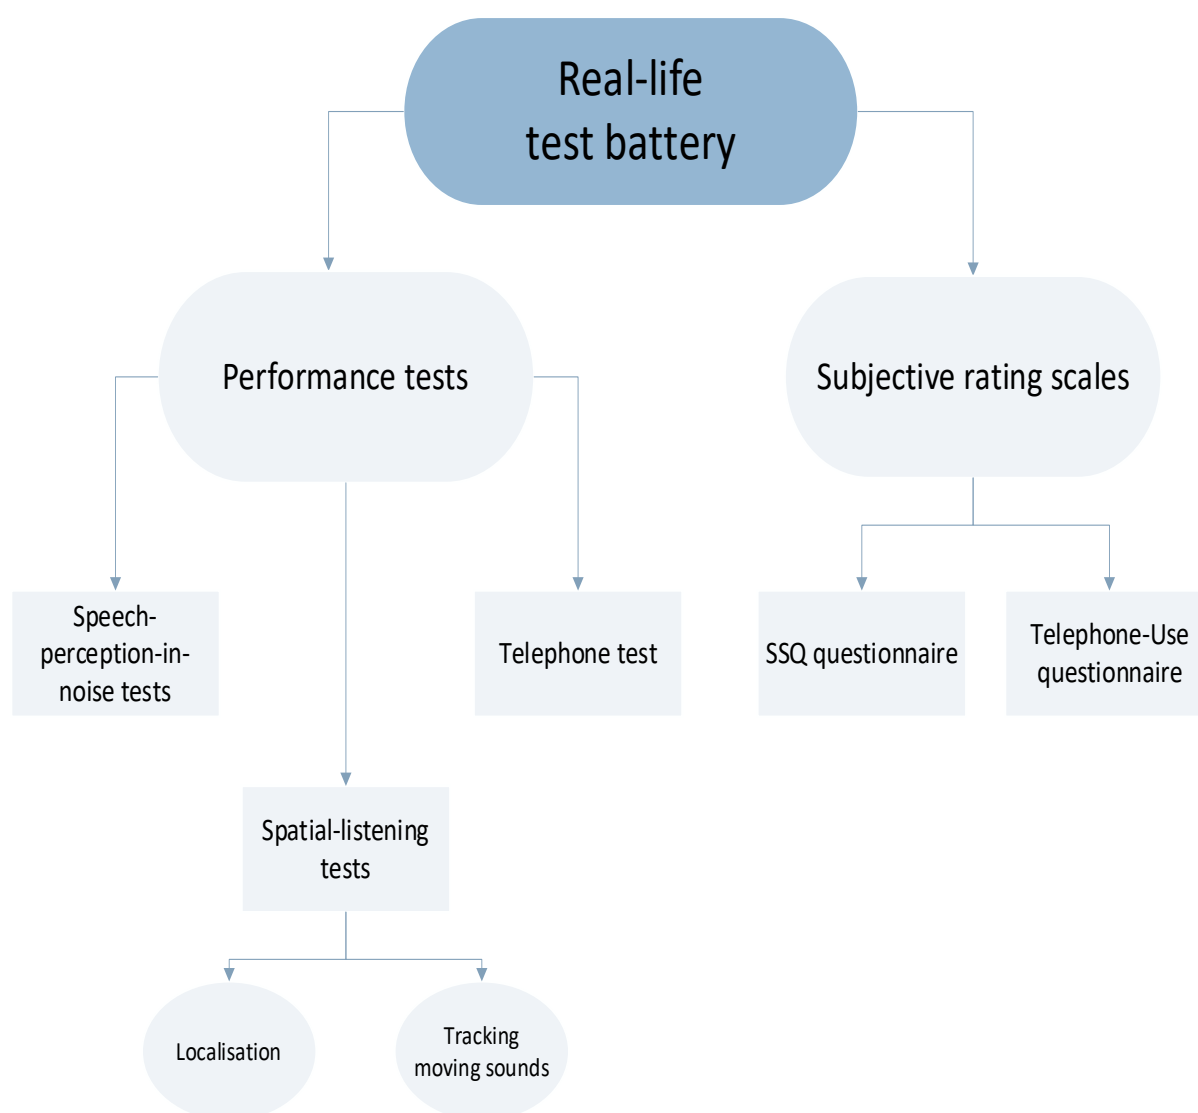 Real-life
test battery
Performance tests
Subjective rating scales
Speech-
perception-in-
noise tests
Telephone test
SSQ questionnaire
Telephone-Use
questionnaire
Spatial-listening
tests
Localisation
Tracking
moving sounds